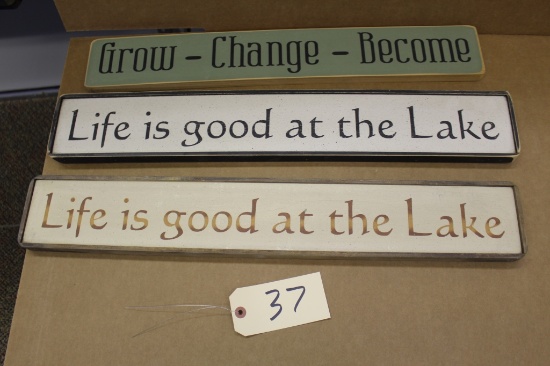 Grow - Change - Become
Life is good at the Lake
Life is good at the Lake
37